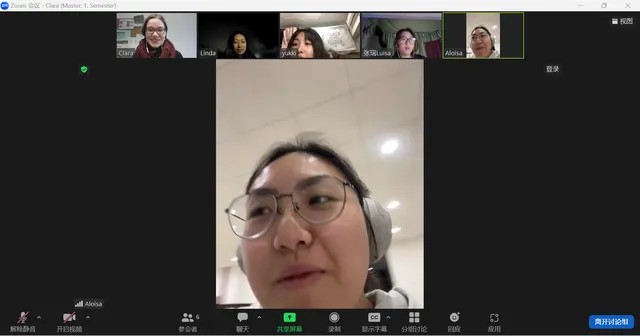 Zoom 会议 - Clara (Master, 1. Semester)
视图
Clara
Linda
yukki
张瑞Luisa
Aloisa
登录
Aloisa
解除静音
开启视频
参会者
6
聊天
共享屏幕
录制
显示字幕
分组讨论
回应
应用
离开讨论组